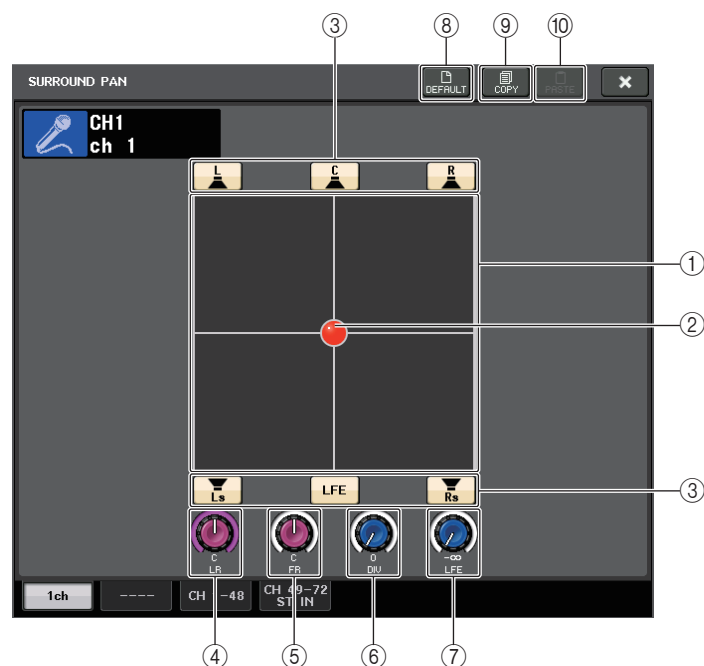 ③ ⑧ ⑨ ⑩
SURROUND PAN
DEFAULT
COPY
PASTE
CH1
ch 1
L C R
①
②
Ls LFE Rs
③
C
LR
C
FR
0
DIV
-∞
LFE
1ch
----
CH -48
CH 49-72
ST IN
④ ⑤ ⑥ ⑦